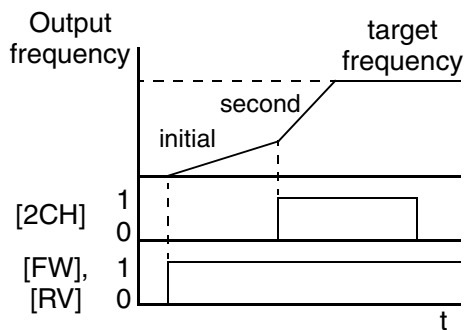 Output
frequency
target
frequency
second
initial
[2CH]
1
0
[FW],
[RV]
1
0
t